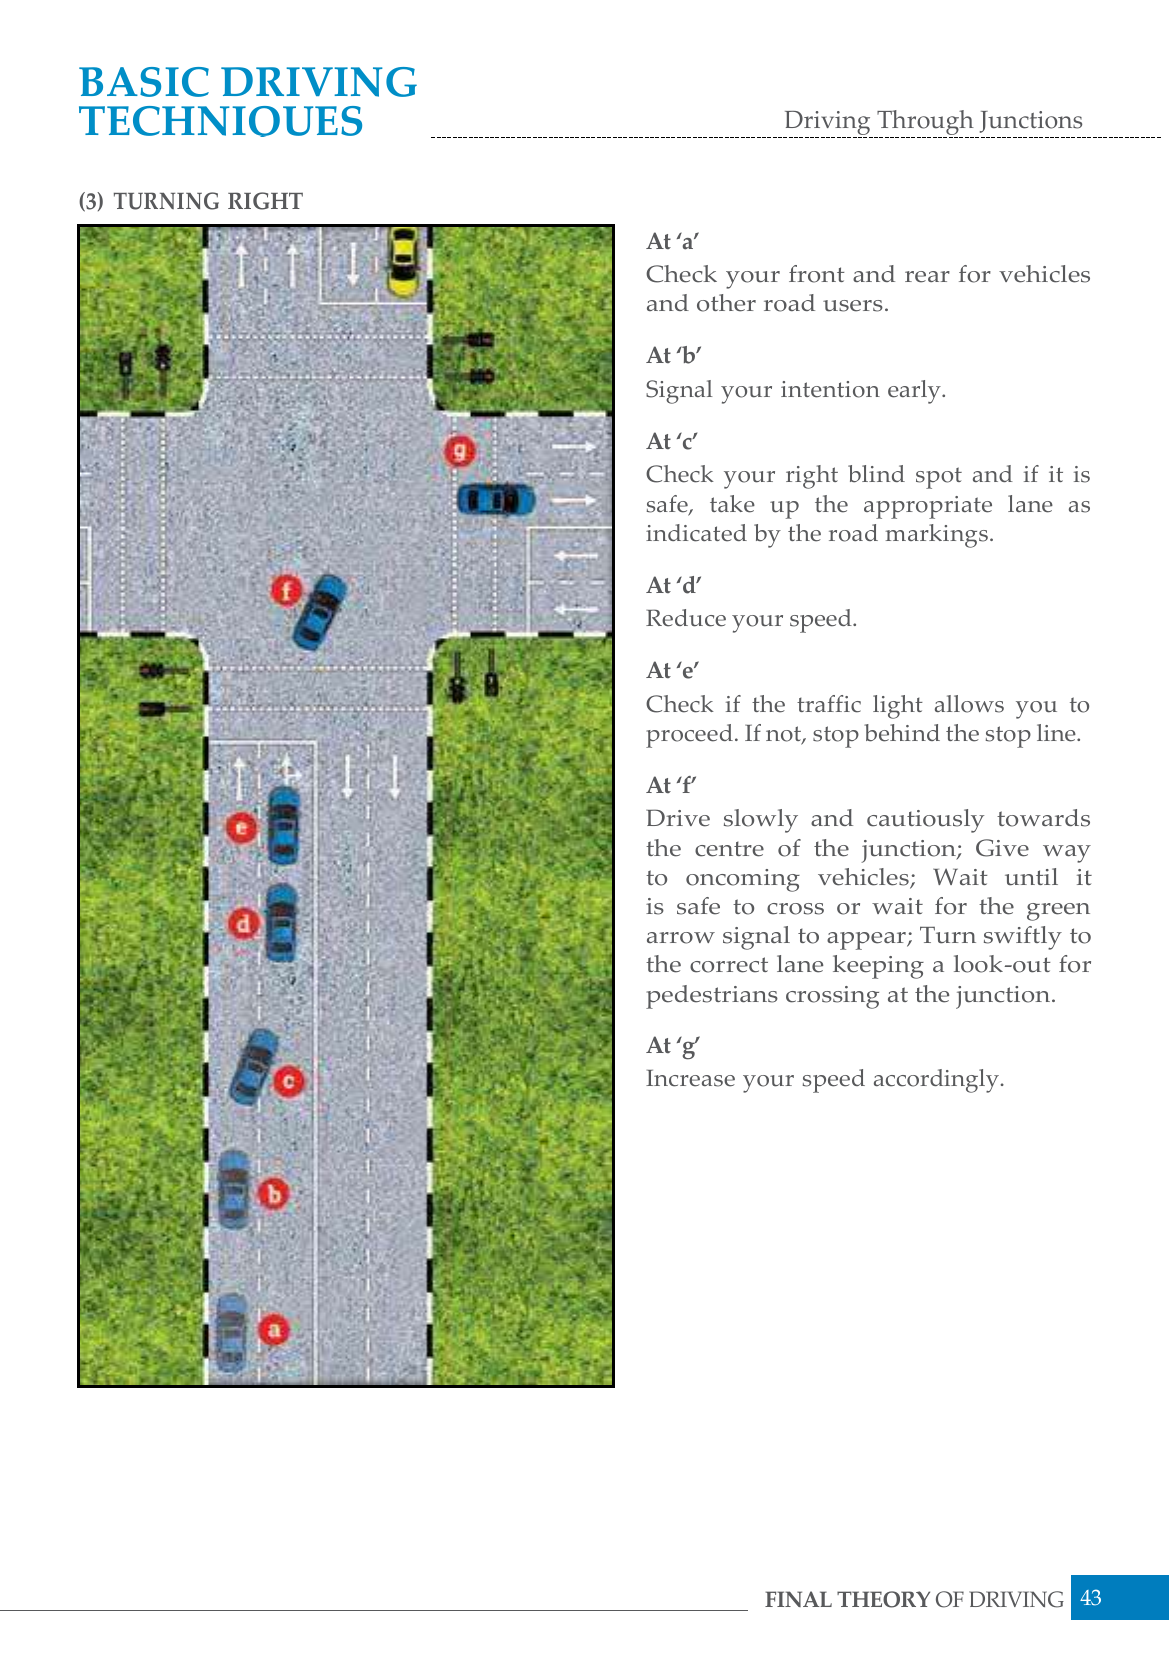 BASIC DRIVING
TECHNIQUES
Driving Through Junctions
(3) TURNING RIGHT
At ‘a’
Check your front and rear for vehicles
and other road users.
At ‘b’
Signal your intention early.
At ‘c’
Check your right blind spot and if it is
safe, take up the appropriate lane as
indicated by the road markings.
At ‘d’
Reduce your speed.
At ‘e’
Check if the traffic light allows you to
proceed. If not, stop behind the stop line.
At ‘f’
Drive slowly and cautiously towards
the centre of the junction; Give way
to oncoming vehicles; Wait until it
is safe to cross or wait for the green
arrow signal to appear; Turn swiftly to
the correct lane keeping a look-out for
pedestrians crossing at the junction.
At ‘g’
Increase your speed accordingly.
g
f
e
d
c
b
a
FINAL THEORY OF DRIVING 43